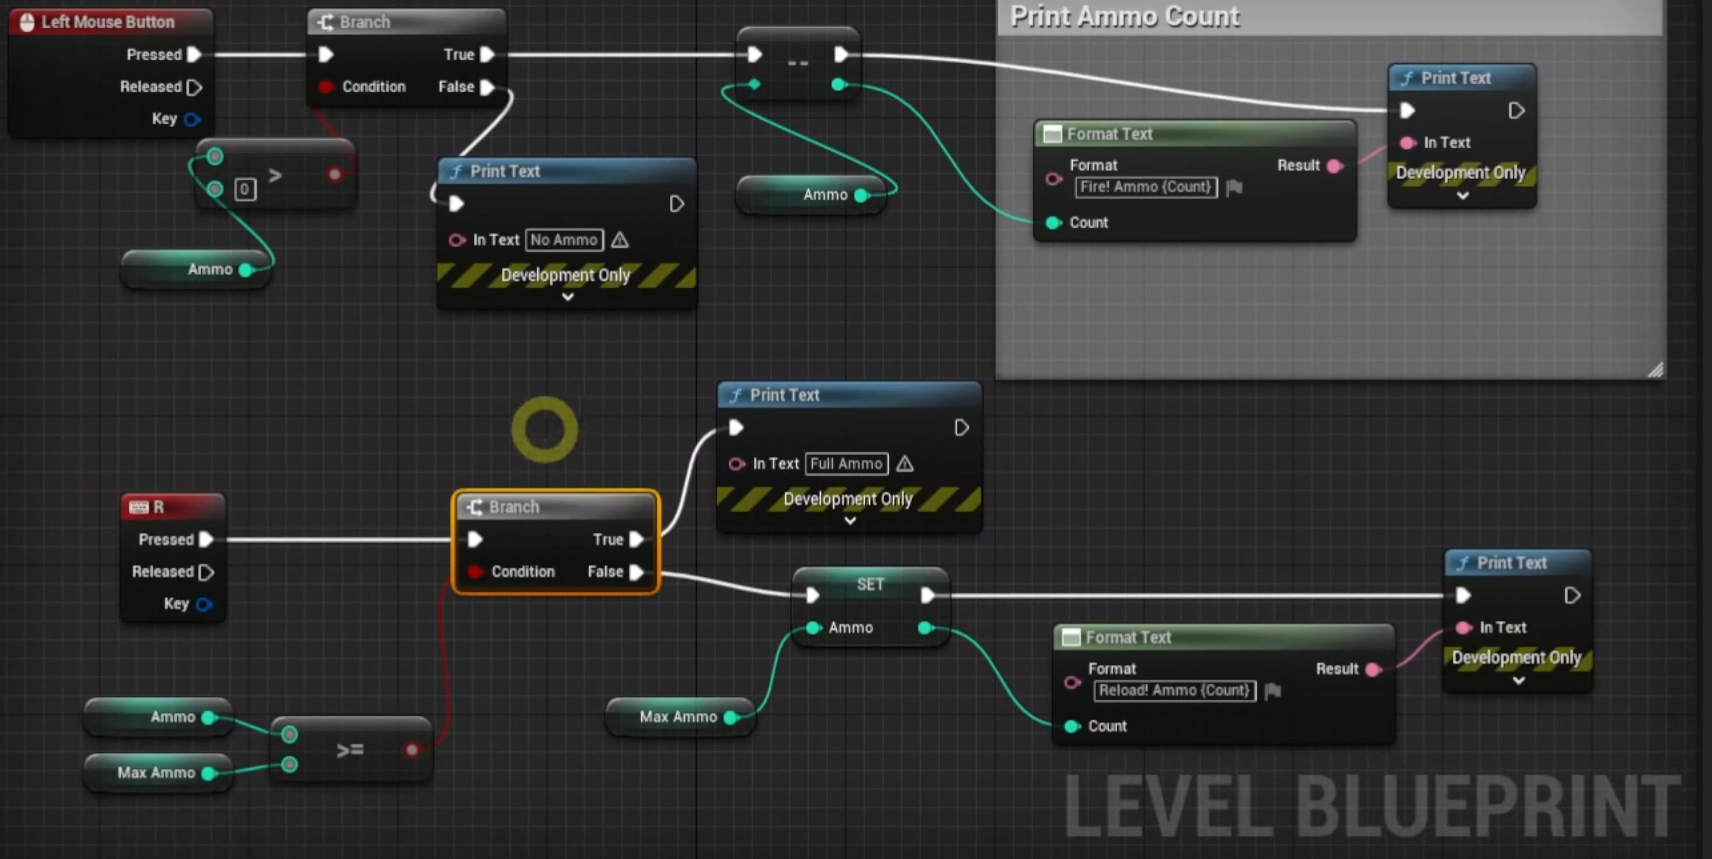 Left Mouse Button
Pressed
Released
Key
Branch
True
Condition
False
--
Print Ammo Count
Print Text
In Text
Development Only
Format Text
Format
Result
Fire! Ammo {Count}
Count
>
0
Ammo
Print Text
In Text No Ammo
Development Only
Ammo
Print Text
In Text Full Ammo
Development Only
R
Pressed
Released
Key
Branch
True
Condition
False
SET
Ammo
Print Text
In Text
Development Only
Format Text
Format
Result
Reload! Ammo {Count}
Count
Ammo
Max Ammo
>=
Max Ammo
LEVEL BLUEPRINT